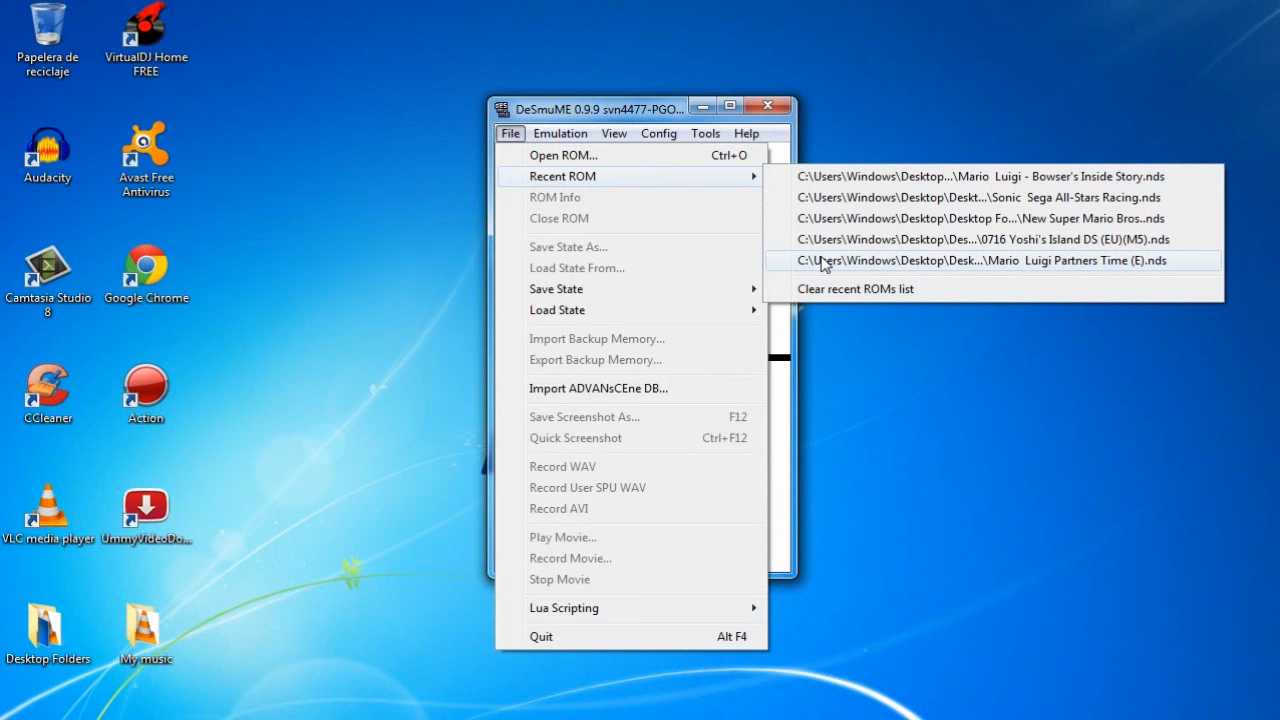 Papelera de
reciclaje
VirtualDJ Home
FREE
Audacity
Avast Free
Antivirus
Camtasia Studio
8
Google Chrome
CCleaner
Action
VLC media player
UmmyVideoDo...
Desktop Folders
My music
DeSmuME 0.9.9 svn4477-PGO...
File Emulation View Config Tools Help
Open ROM... Ctrl+O
Recent ROM
ROM Info
Close ROM
Save State As...
Load State From...
Save State
Load State
Import Backup Memory...
Export Backup Memory...
Import ADVANsCEne DB...
Save Screenshot As... F12
Quick Screenshot Ctrl+F12
Record WAV
Record User SPU WAV
Record AVI
Play Movie...
Record Movie...
Stop Movie
Lua Scripting
Quit Alt F4
C:\Users\Windows\Desktop...\Mario  Luigi - Bowser's Inside Story.nds
C:\Users\Windows\Desktop\Deskt...\Sonic  Sega All-Stars Racing.nds
C:\Users\Windows\Desktop\Desktop Fo...\New Super Mario Bros..nds
C:\Users\Windows\Desktop\Des...\0716 Yoshi's Island DS (EU)(M5).nds
C:\Users\Windows\Desktop\Desk...\Mario  Luigi Partners Time (E).nds
Clear recent ROMs list